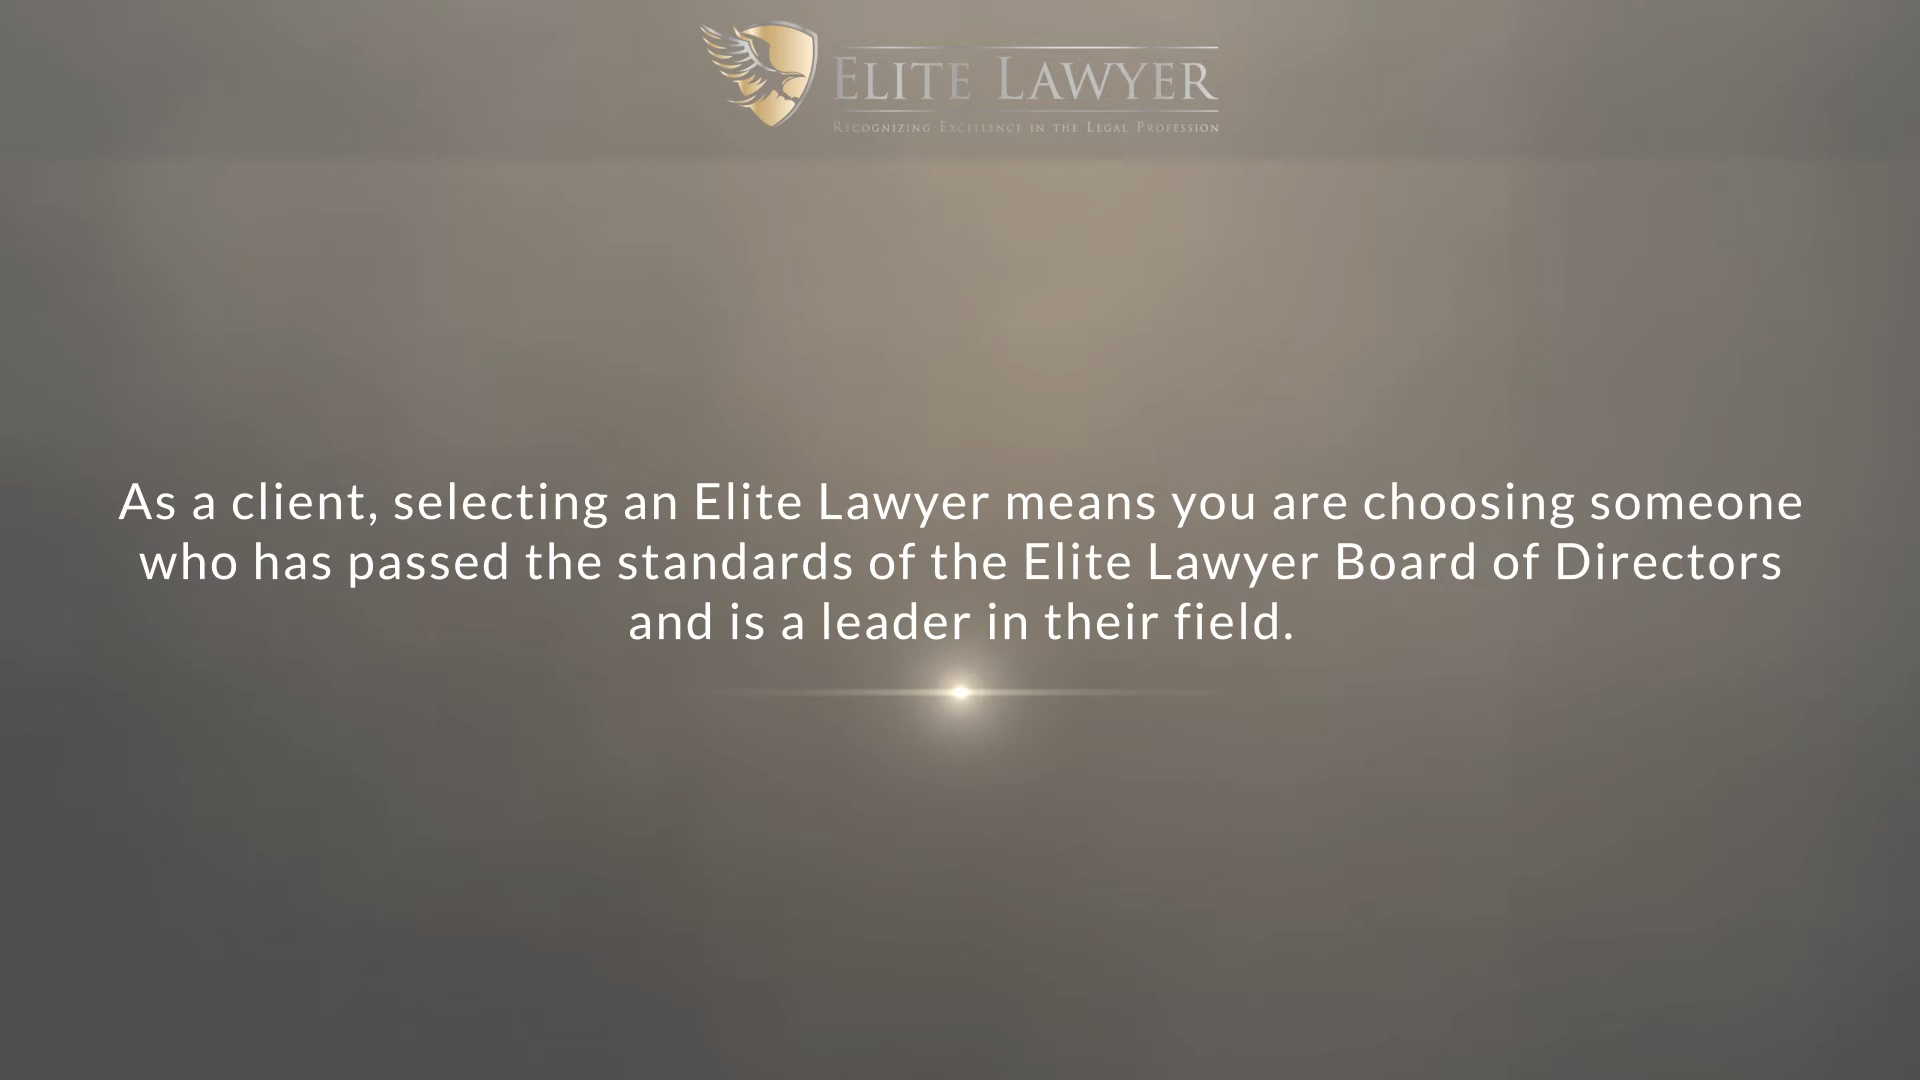 ELITE LAWYER
RECOGNIZING EXCELLENCE IN THE LEGAL PROFESSION
As a client, selecting an Elite Lawyer means you are choosing someone
who has passed the standards of the Elite Lawyer Board of Directors
and is a leader in their field.